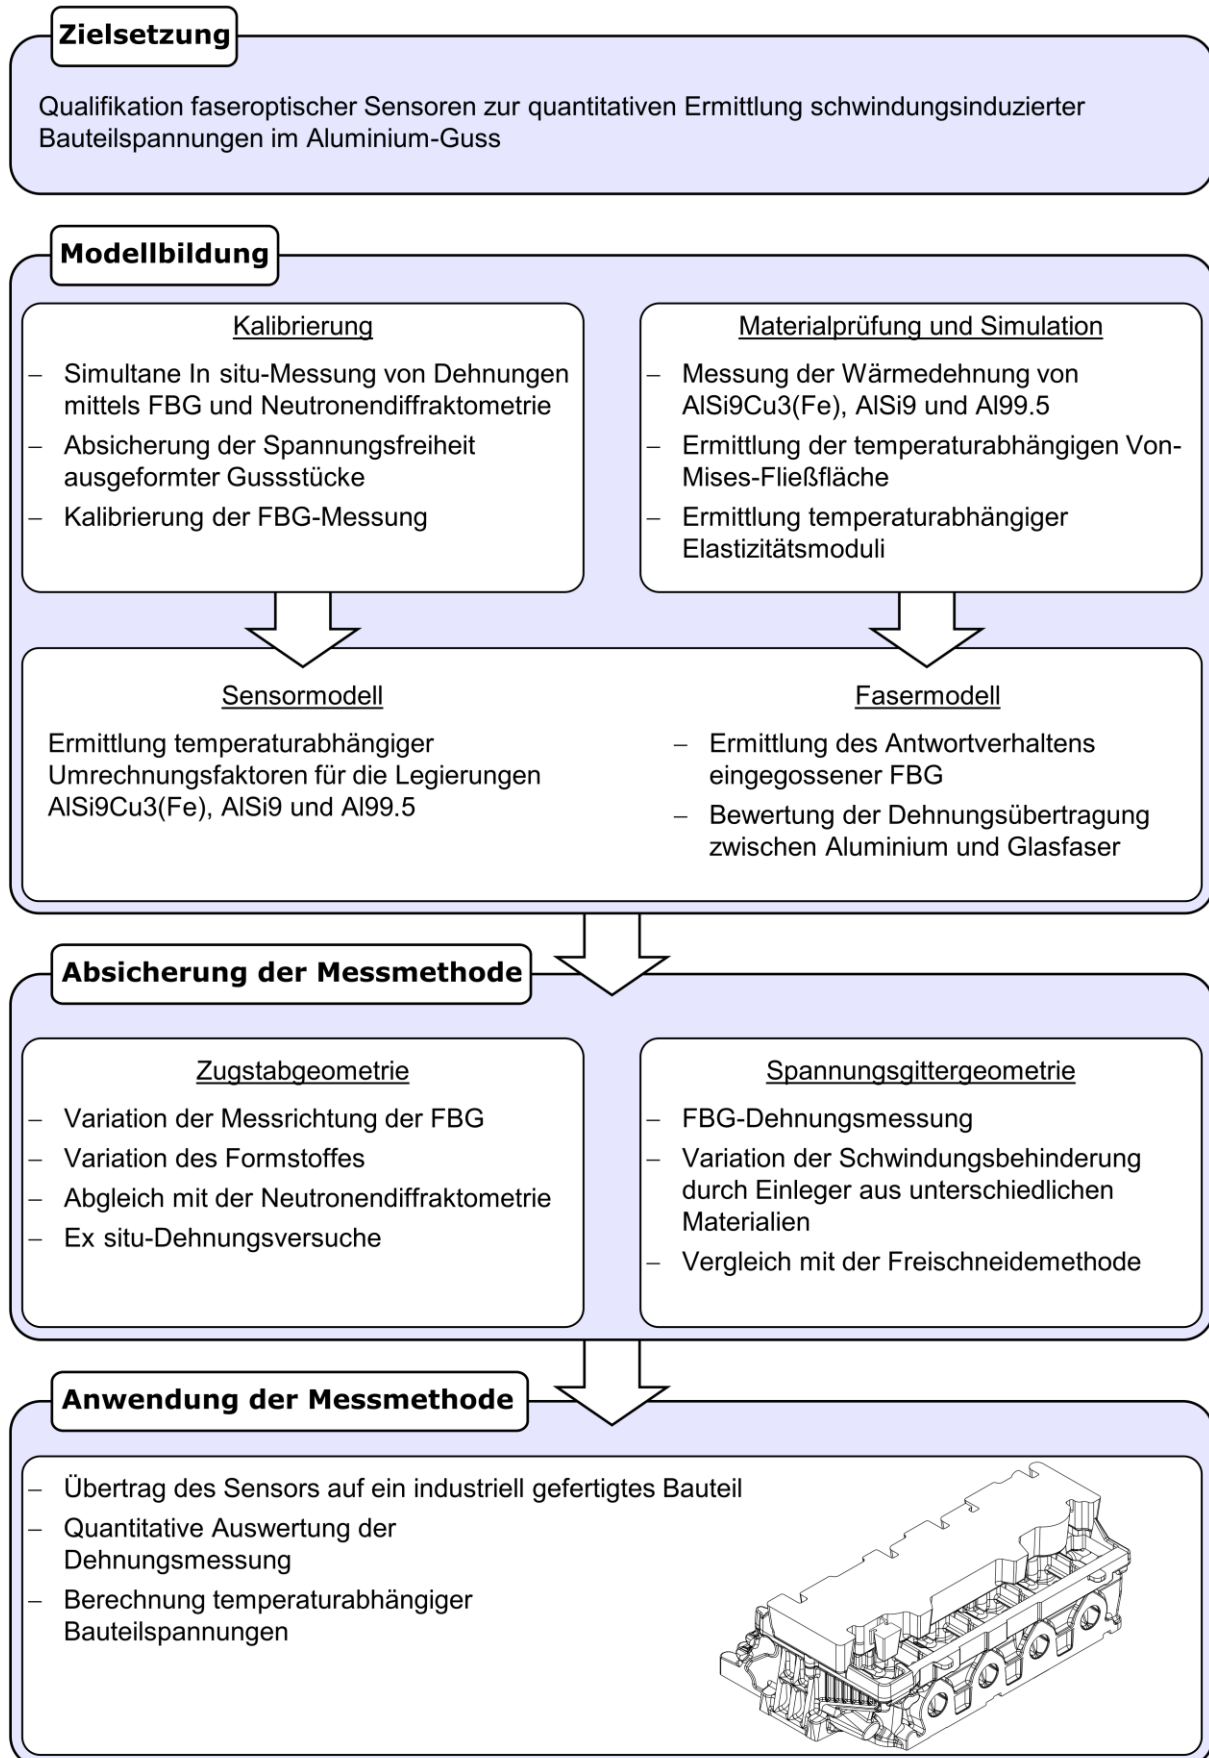 Zielsetzung
Qualifikation faseroptischer Sensoren zur quantitativen Ermittlung schwindungsinduzierter
Bauteilspannungen im Aluminium-Guss
Modellbildung
Kalibrierung
– Simultane In situ-Messung von Dehnungen
mittels FBG und Neutronendiffraktometrie
– Absicherung der Spannungsfreiheit
ausgeformter Gussstücke
– Kalibrierung der FBG-Messung
Materialprüfung und Simulation
– Messung der Wärmedehnung von
AlSi9Cu3(Fe), AlSi9 und Al99.5
– Ermittlung der temperaturabhängigen Von-
Mises-Fließfläche
– Ermittlung temperaturabhängiger
Elastizitätsmoduli
Sensormodell
Ermittlung temperaturabhängiger
Umrechnungsfaktoren für die Legierungen
AlSi9Cu3(Fe), AlSi9 und Al99.5
Fasermodell
– Ermittlung des Antwortverhaltens
eingegossener FBG
– Bewertung der Dehnungsübertragung
zwischen Aluminium und Glasfaser
Absicherung der Messmethode
Zugstabgeometrie
– Variation der Messrichtung der FBG
– Variation des Formstoffes
– Abgleich mit der Neutronendiffraktometrie
– Ex situ-Dehnungsversuche
Spannungsgittergeometrie
– FBG-Dehnungsmessung
– Variation der Schwindungsbehinderung
durch Einleger aus unterschiedlichen
Materialien
– Vergleich mit der Freischneidemethode
Anwendung der Messmethode
– Übertrag des Sensors auf ein industriell gefertigtes Bauteil
– Quantitative Auswertung der
Dehnungsmessung
– Berechnung temperaturabhängiger
Bauteilspannungen